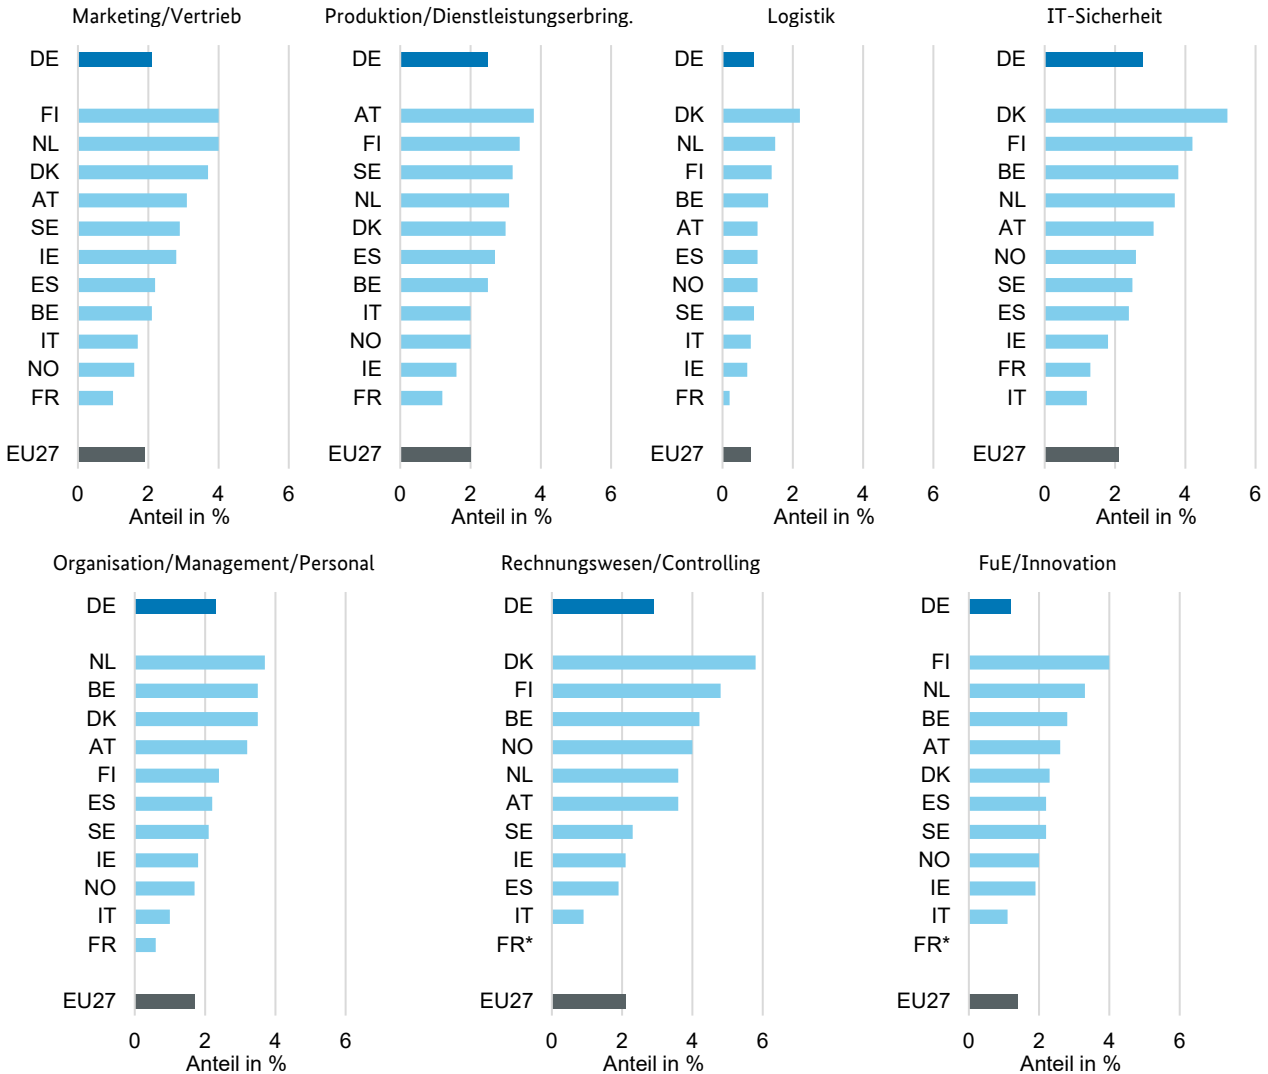 Marketing/Vertrieb
DE
FI
NL
DK
AT
SE
IE
ES
BE
IT
NO
FR
EU27
0 2 4 6
Anteil in %
Produktion/Dienstleistungserbring.
DE
AT
FI
SE
NL
DK
ES
BE
IT
NO
IE
FR
EU27
0 2 4 6
Anteil in %
Logistik
DE
DK
NL
FI
BE
AT
ES
NO
SE
IT
IE
FR
EU27
0 2 4 6
Anteil in %
IT-Sicherheit
DE
DK
FI
BE
NL
AT
NO
SE
ES
IE
FR
IT
EU27
0 2 4 6
Anteil in %
Organisation/Management/Personal
DE
NL
BE
DK
AT
FI
ES
SE
IE
NO
IT
FR
EU27
0 2 4 6
Anteil in %
Rechnungswesen/Controlling
DE
DK
FI
BE
NO
NL
AT
SE
IE
ES
IT
FR*
EU27
0 2 4 6
Anteil in %
FuE/Innovation
DE
FI
NL
BE
AT
DK
ES
SE
NO
IE
IT
FR*
EU27
0 2 4 6
Anteil in %